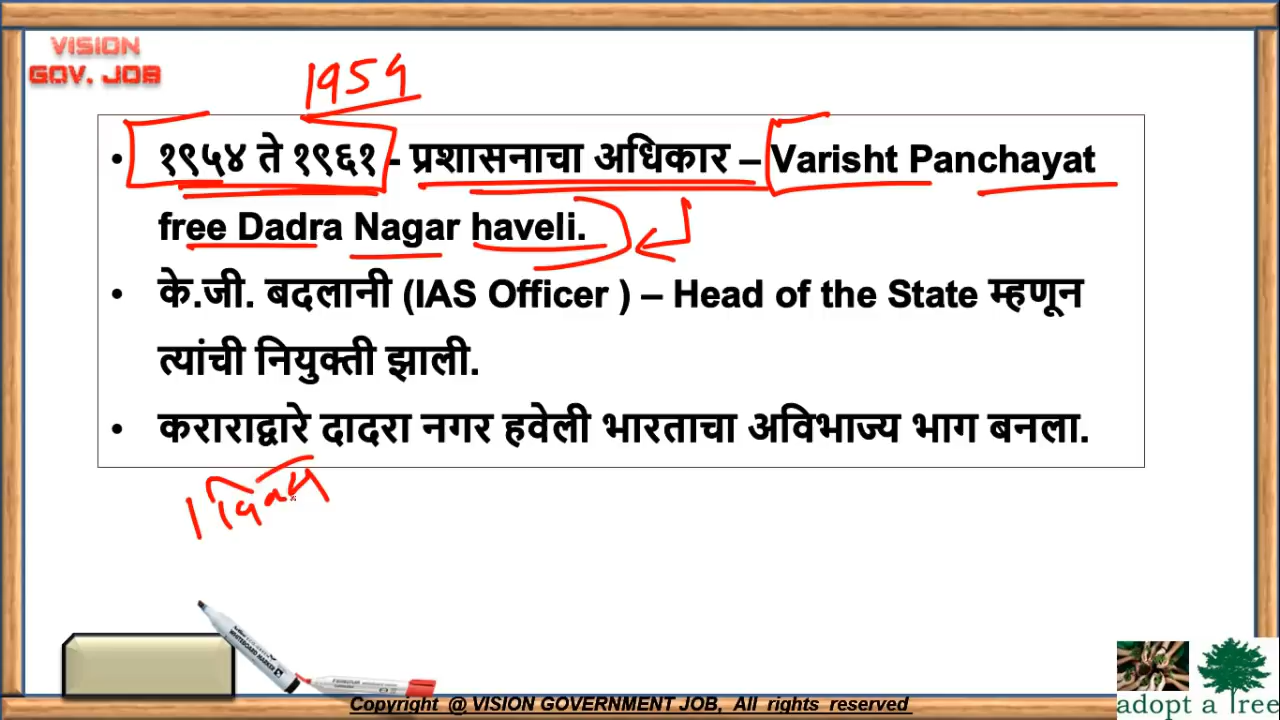 VISION
GOV. JOB
1954
• १९५४ ते १९६१ - प्रशासनाचा अधिकार – Varisht Panchayat
free Dadra Nagar haveli.
• के.जी. बदलानी (IAS Officer ) – Head of the State म्हणून
त्यांची नियुक्ती झाली.
• कराराद्वारे दादरा नगर हवेली भारताचा अविभाज्य भाग बनला.
1 दिवस
Copyright @ VISION GOVERNMENT JOB, All rights reserved
adopt a Tree